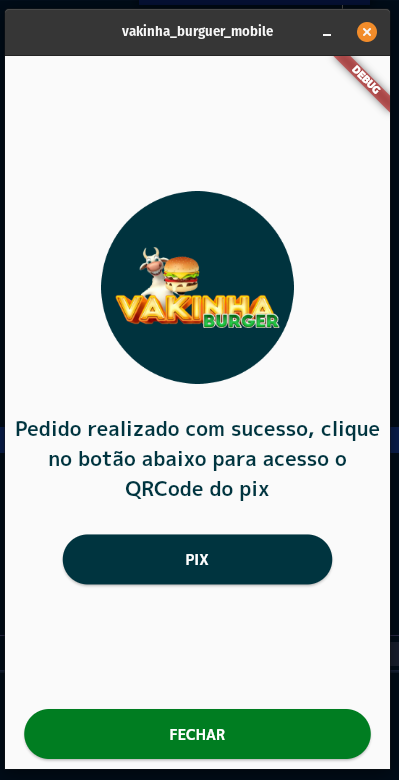 vakinha_burguer_mobile
DEBUG
VAKINHA
BURGER
Pedido realizado com sucesso, clique
no botão abaixo para acesso o
QRCode do pix
PIX
FECHAR